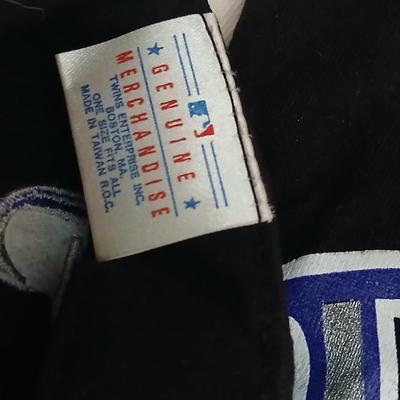 GENUINE
MERCHANDISE
TWINS ENTERPRISE INC.
BOSTON, MA.
ONE SIZE FITS ALL
MADE IN TAIWAN R.O.C.